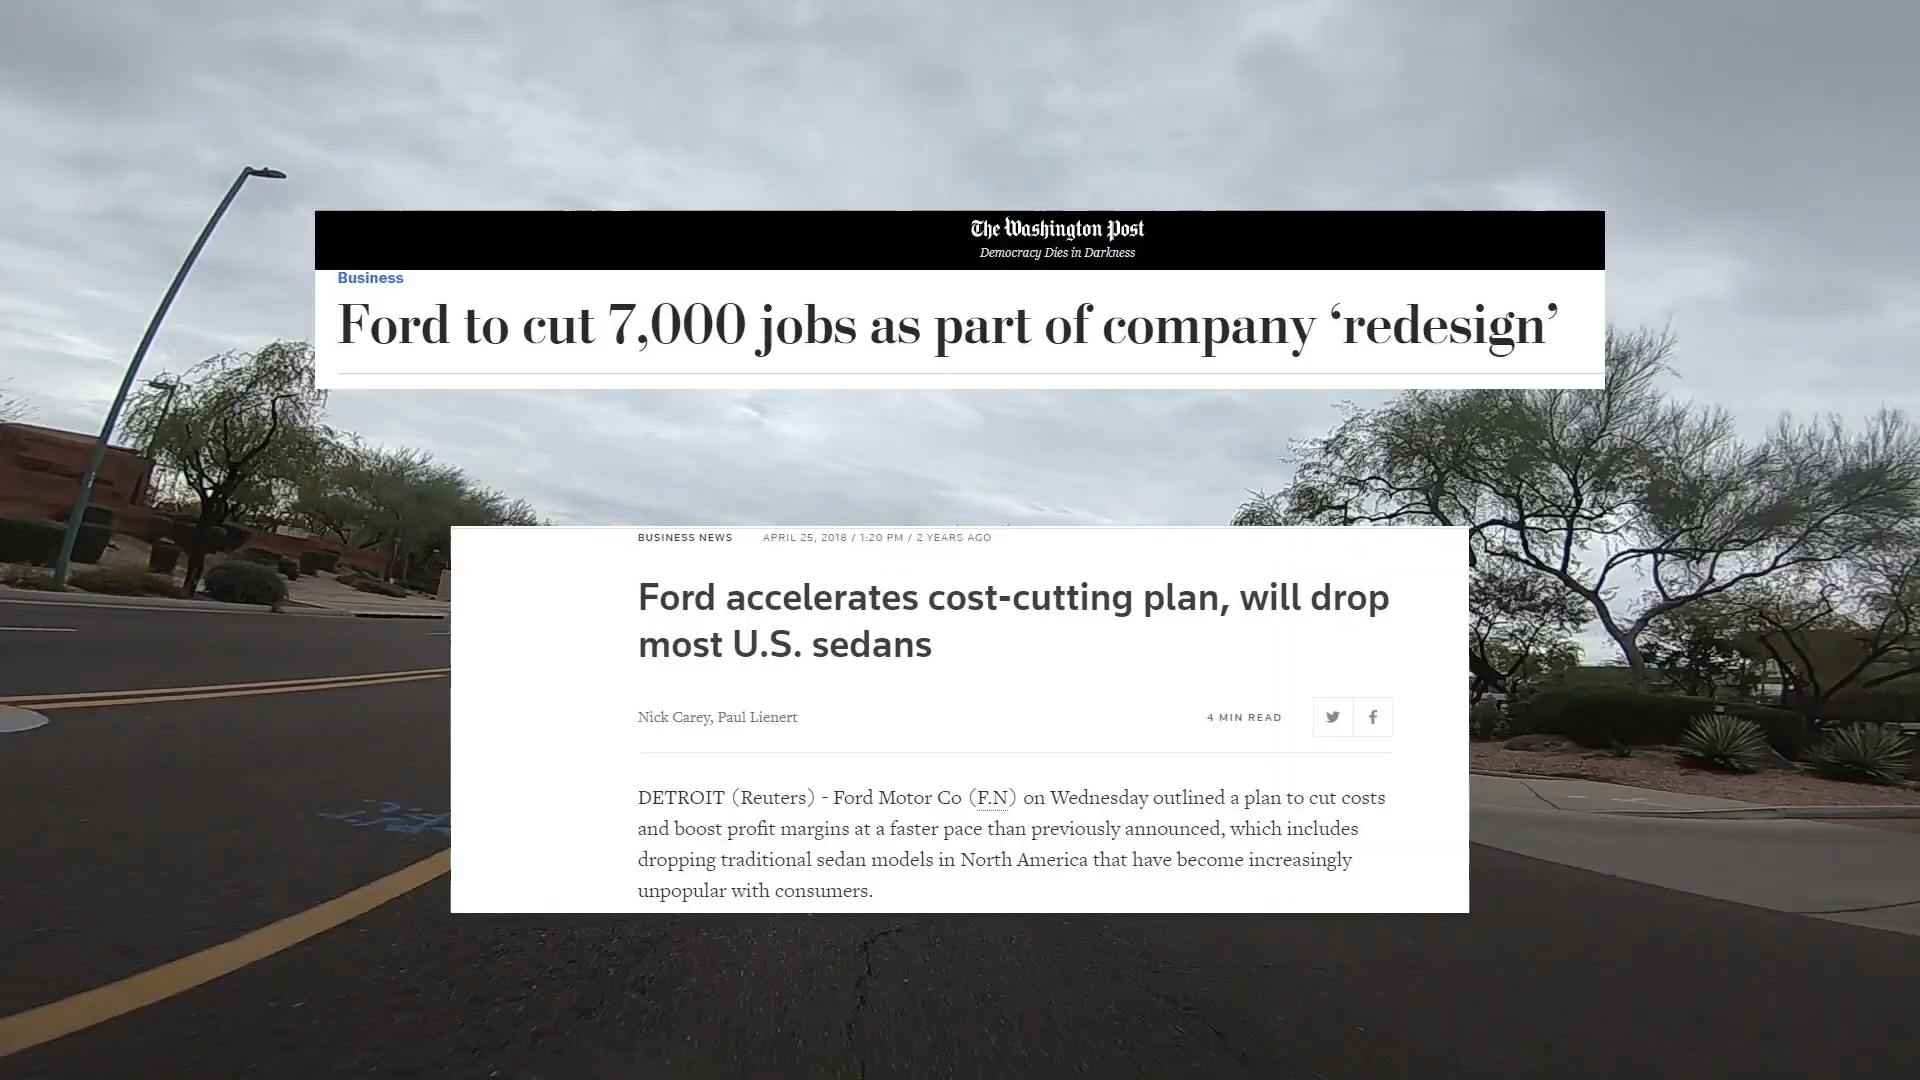 The Washington Post
Democracy Dies in Darkness
Business
Ford to cut 7,000 jobs as part of company ‘redesign’
BUSINESS NEWS APRIL 25, 2018 / 1:20 PM / 2 YEARS AGO
Ford accelerates cost-cutting plan, will drop
most U.S. sedans
Nick Carey, Paul Lienert 4 MIN READ
DETROIT (Reuters) - Ford Motor Co (F.N) on Wednesday outlined a plan to cut costs
and boost profit margins at a faster pace than previously announced, which includes
dropping traditional sedan models in North America that have become increasingly
unpopular with consumers.